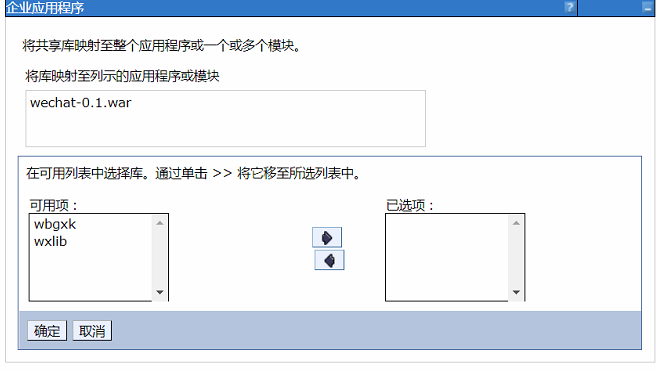 企业应用程序
将共享库映射至整个应用程序或一个或多个模块。
将库映射至列示的应用程序或模块
wechat-0.1.war
在可用列表中选择库。通过单击 >> 将它移至所选列表中。
可用项：
已选项：
wbgxk
wxlib
确定 取消